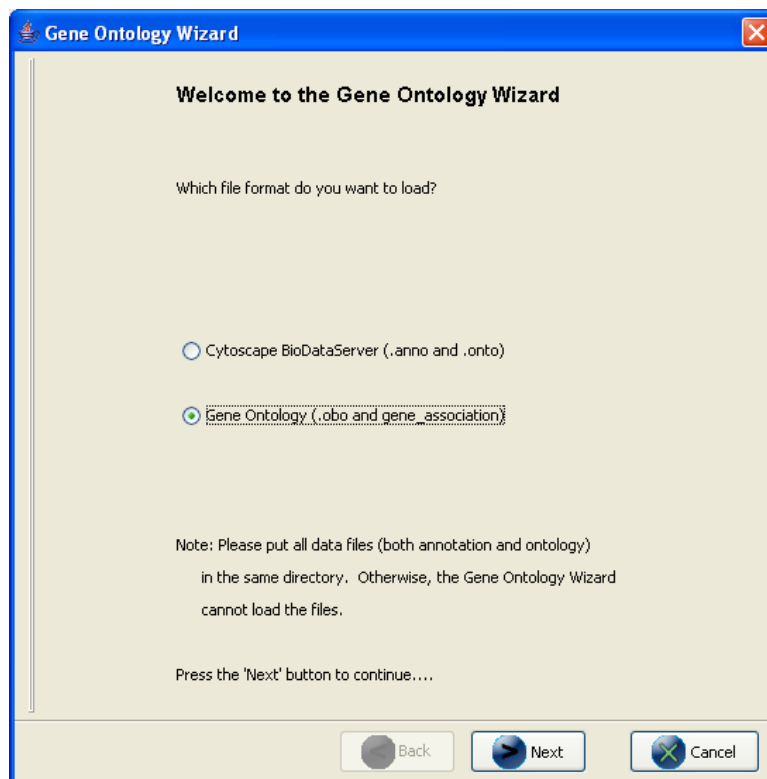 Gene Ontology Wizard
Welcome to the Gene Ontology Wizard
Which file format do you want to load?
Cytoscape BioDataServer (.anno and .onto)
Gene Ontology (.obo and gene_association)
Note: Please put all data files (both annotation and ontology)
in the same directory.  Otherwise, the Gene Ontology Wizard
cannot load the files.
Press the 'Next' button to continue....
Back
Next
Cancel